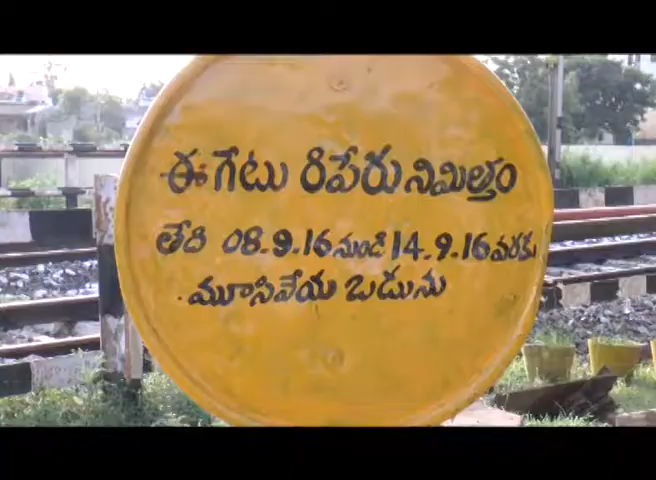 ఈ గేటు రిపేరు నిమిత్తం
తేది 08.9.16 నుండి 14.9.16 వరకు
మూసివేయ బడును